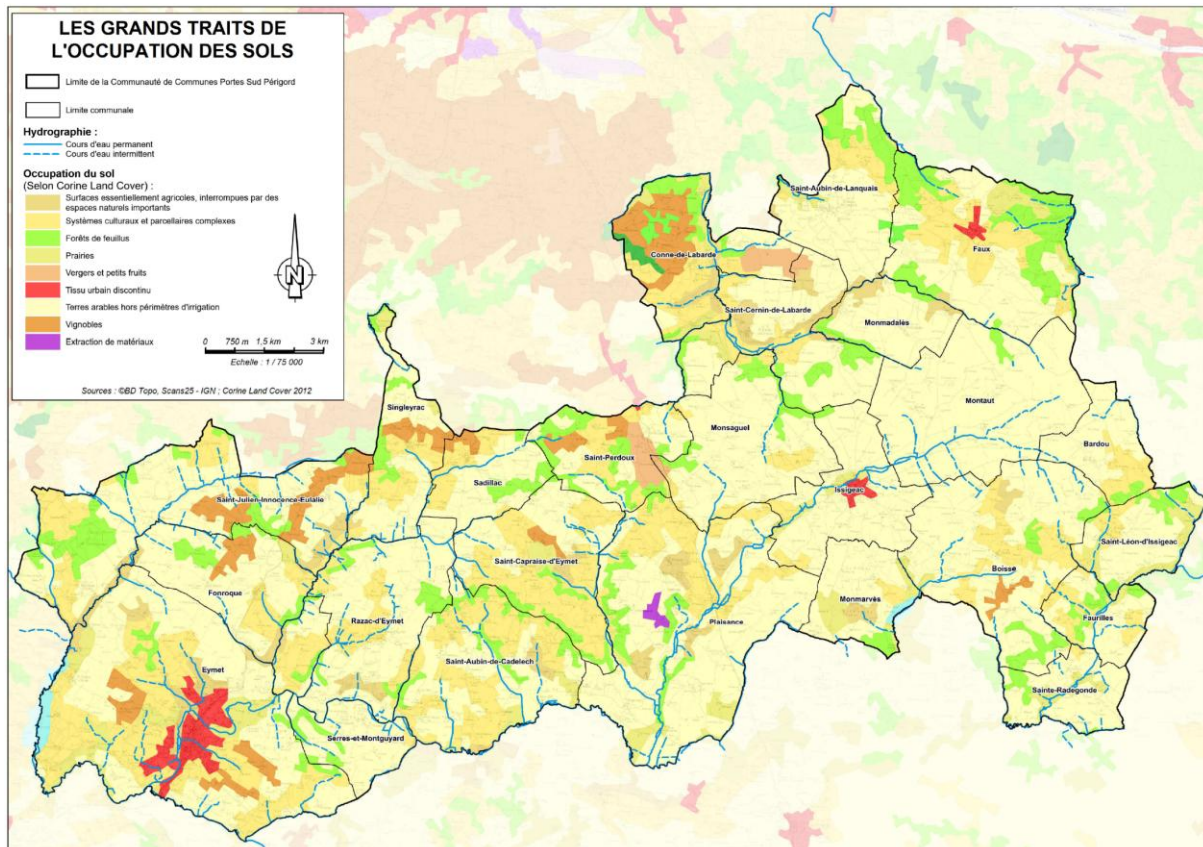 LES GRANDS TRAITS DE
L'OCCUPATION DES SOLS
Limite de la Communauté de Communes Portes Sud Périgord
Limite communale
Hydrographie :
Cours d'eau permanent
Cours d'eau intermittent
Occupation du sol
(Selon Corine Land Cover) :
Surfaces essentiellement agricoles, interrompues par des
espaces naturels importants
Systèmes culturaux et parcellaires complexes
Forêts de feuillus
Prairies
Vergers et petits fruits
Tissu urbain discontinu
Terres arables hors périmètres d'irrigation
Vignobles
Extraction de matériaux
N
0 750 m 1,5 km 3 km
Echelle : 1 / 75 000
Sources : ©BD Topo, Scans25 - IGN ; Corine Land Cover 2012
Saint-Aubin-de-Lanquais
Faux
Conne-de-Labarde
Saint-Cernin-de-Labarde
Monmadalès
Singleyrac
Montaut
Monsaguel
Bardou
Saint-Perdoux
Sadillac
Issigeac
Saint-Julien-Innocence-Eulalie
Saint-Léon-d'Issigeac
Saint-Capraise-d'Eymet
Boisse
Fonroque
Monmarvès
Razac-d'Eymet
Plaisance
Faurilles
Saint-Aubin-de-Cadelech
Eymet
Sainte-Radegonde
Serres-et-Montguyard